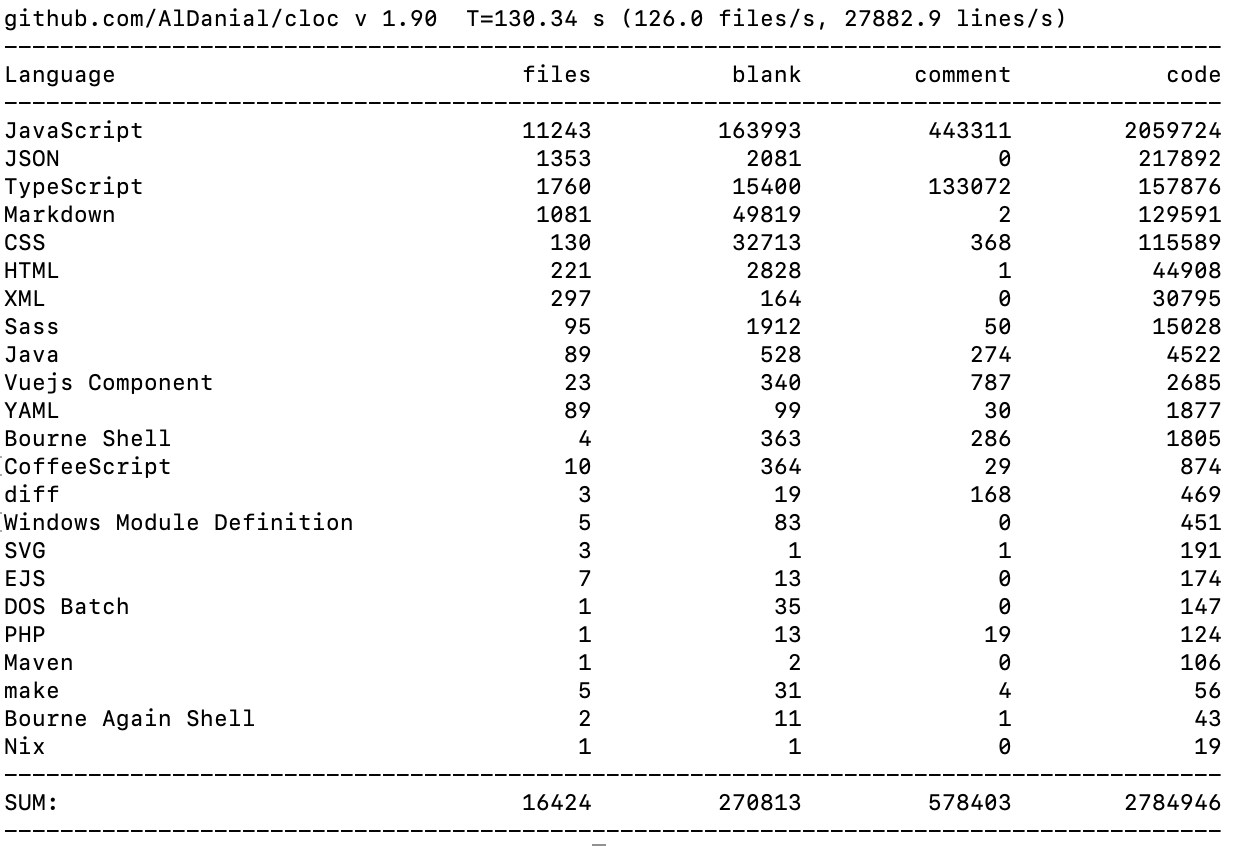 github.com/AlDanial/cloc v 1.90  T=130.34 s (126.0 files/s, 27882.9 lines/s)
---------------------------------------------------------------------------------------
Language                             files          blank        comment           code
---------------------------------------------------------------------------------------
JavaScript                           11243         163993         443311        2059724
JSON                                  1353           2081              0         217892
TypeScript                            1760          15400         133072         157876
Markdown                              1081          49819              2         129591
CSS                                    130          32713            368         115589
HTML                                   221           2828              1          44908
XML                                    297            164              0          30795
Sass                                    95           1912             50          15028
Java                                    89            528            274           4522
Vuejs Component                         23            340            787           2685
YAML                                    89             99             30           1877
Bourne Shell                             4            363            286           1805
CoffeeScript                            10            364             29            874
diff                                     3             19            168            469
Windows Module Definition                5             83              0            451
SVG                                      3              1              1            191
EJS                                      7             13              0            174
DOS Batch                                1             35              0            147
PHP                                      1             13             19            124
Maven                                    1              2              0            106
make                                     5             31              4             56
Bourne Again Shell                       2             11              1             43
Nix                                      1              1              0             19
---------------------------------------------------------------------------------------
SUM:                                 16424         270813         578403        2784946
---------------------------------------------------------------------------------------